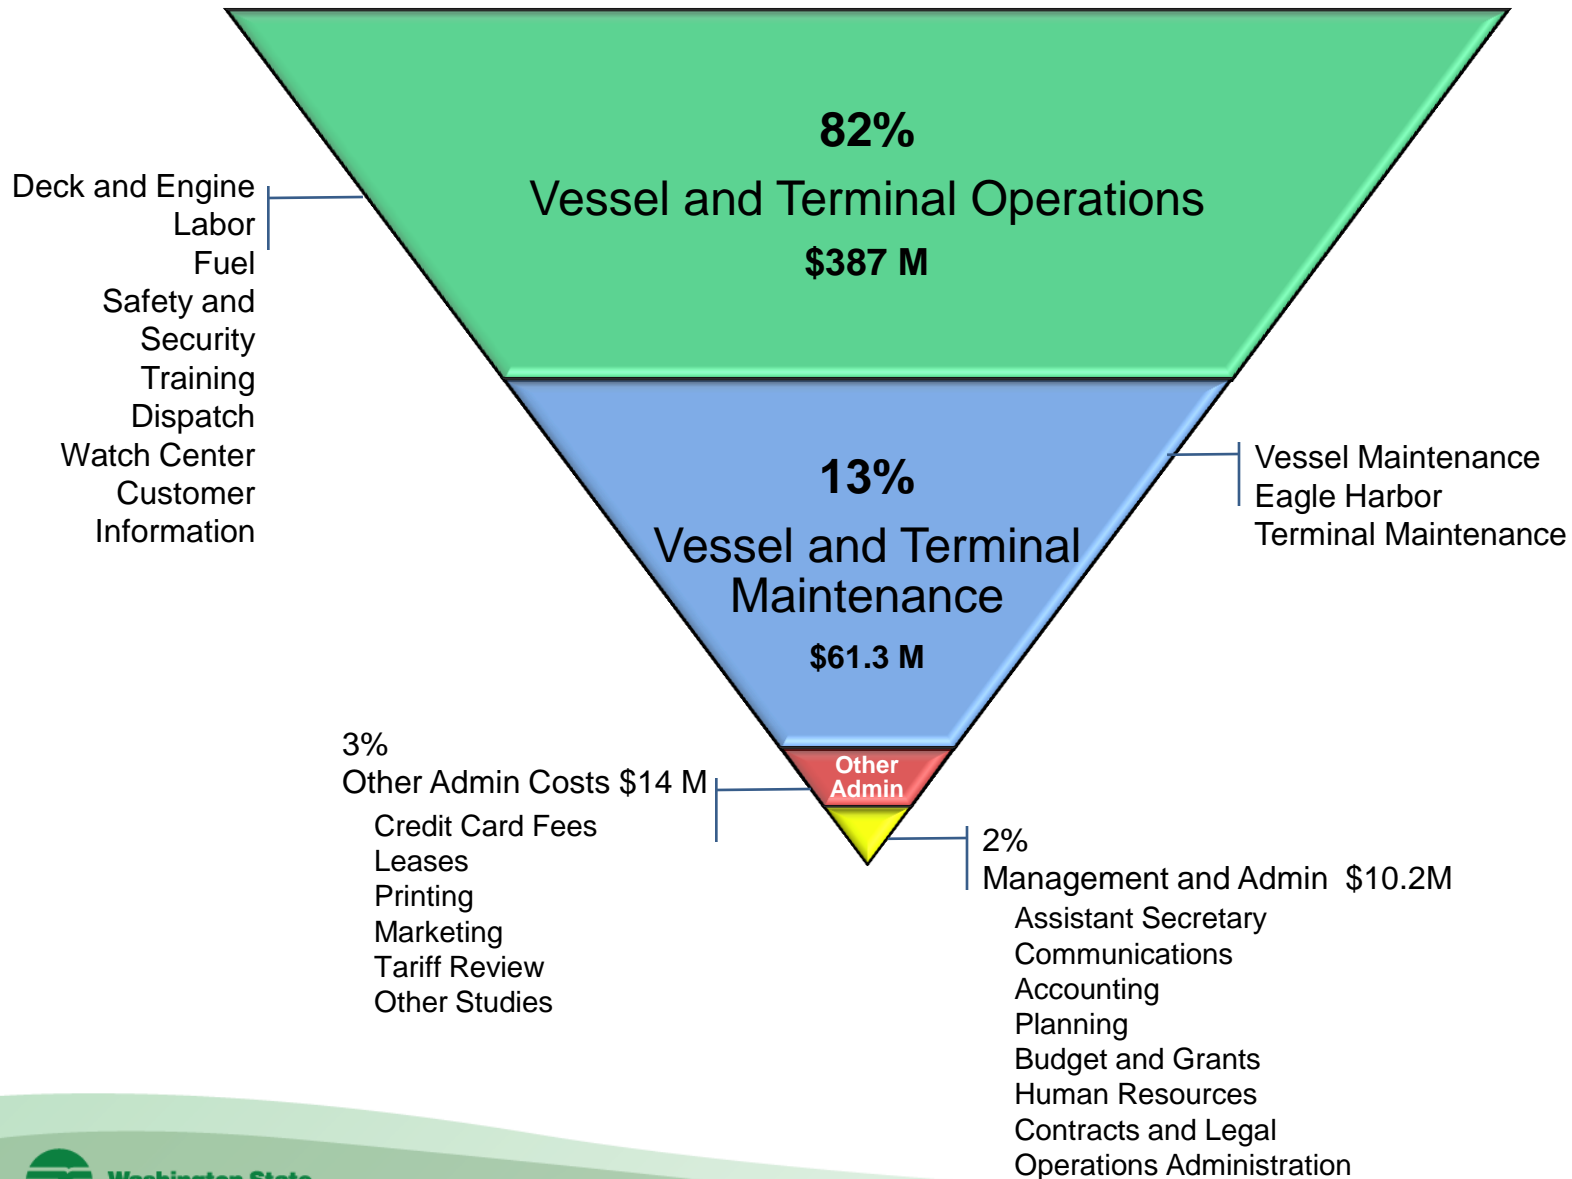 82%
Vessel and Terminal Operations
$387 M
Deck and Engine
Labor
Fuel
Safety and
Security
Training
Dispatch
Watch Center
Customer
Information
13%
Vessel and Terminal
Maintenance
$61.3 M
Vessel Maintenance
Eagle Harbor
Terminal Maintenance
3%
Other Admin Costs $14 M
Credit Card Fees
Leases
Printing
Marketing
Tariff Review
Other Studies
Other
Admin
2%
Management and Admin $10.2M
Assistant Secretary
Communications
Accounting
Planning
Budget and Grants
Human Resources
Contracts and Legal
Operations Administration
Washington State